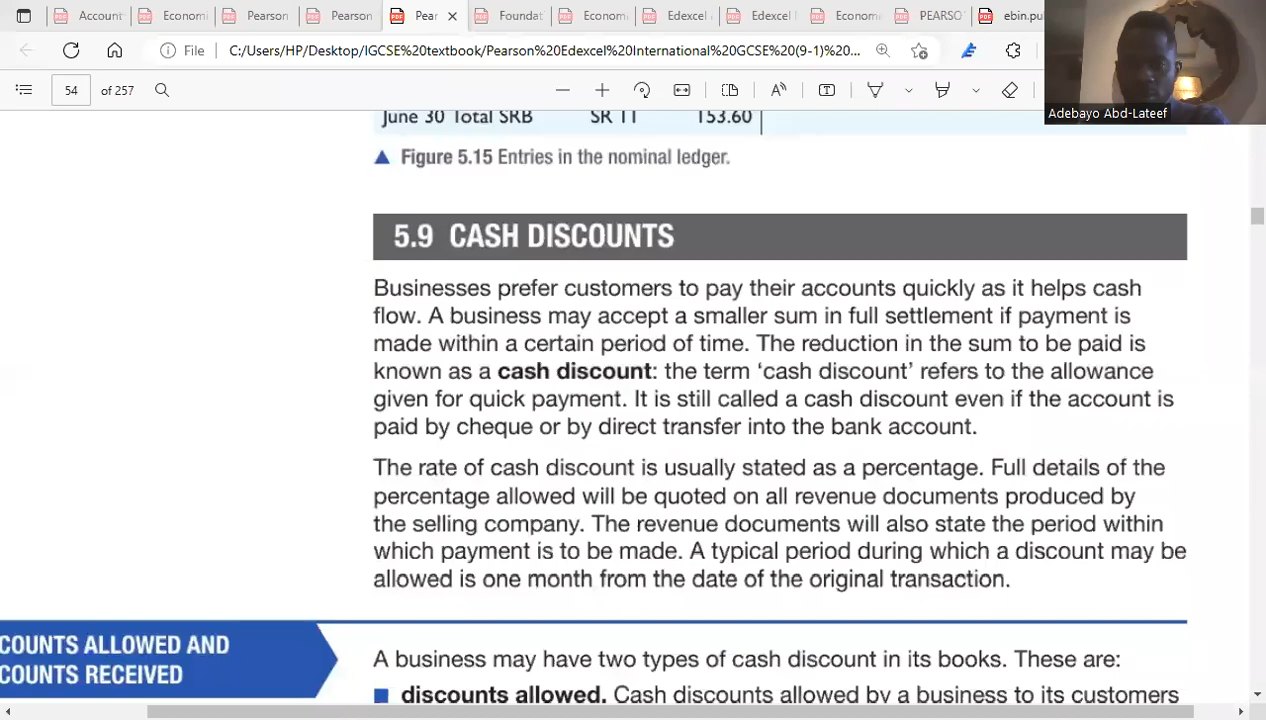 Account
Economi
Pearson
Pearson
Pear
Foundat
Econom
Edexcel
Edexcel I
Econom
PEARSO
ebin.pu
File
C:/Users/HP/Desktop/IGCSE%20textbook/Pearson%20Edexcel%20International%20GCSE%20(9-1)%20...
54
of 257
Adebayo Abd-Lateef
June 30 Total SRB SR 11 153.60
▲ Figure 5.15 Entries in the nominal ledger.
5.9 CASH DISCOUNTS
Businesses prefer customers to pay their accounts quickly as it helps cash
flow. A business may accept a smaller sum in full settlement if payment is
made within a certain period of time. The reduction in the sum to be paid is
known as a cash discount: the term ‘cash discount’ refers to the allowance
given for quick payment. It is still called a cash discount even if the account is
paid by cheque or by direct transfer into the bank account.
The rate of cash discount is usually stated as a percentage. Full details of the
percentage allowed will be quoted on all revenue documents produced by
the selling company. The revenue documents will also state the period within
which payment is to be made. A typical period during which a discount may be
allowed is one month from the date of the original transaction.
COUNTS ALLOWED AND
COUNTS RECEIVED
A business may have two types of cash discount in its books. These are:
■ discounts allowed. Cash discounts allowed by a business to its customers